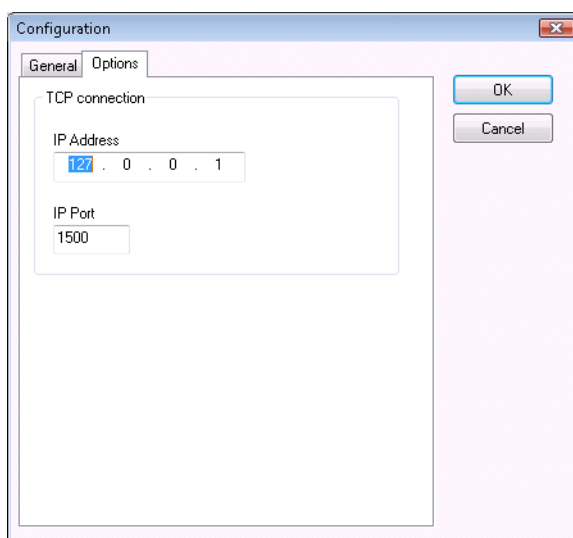 Configuration
General Options
OK
Cancel
TCP connection
IP Address
127 . 0 . 0 . 1
IP Port
1500